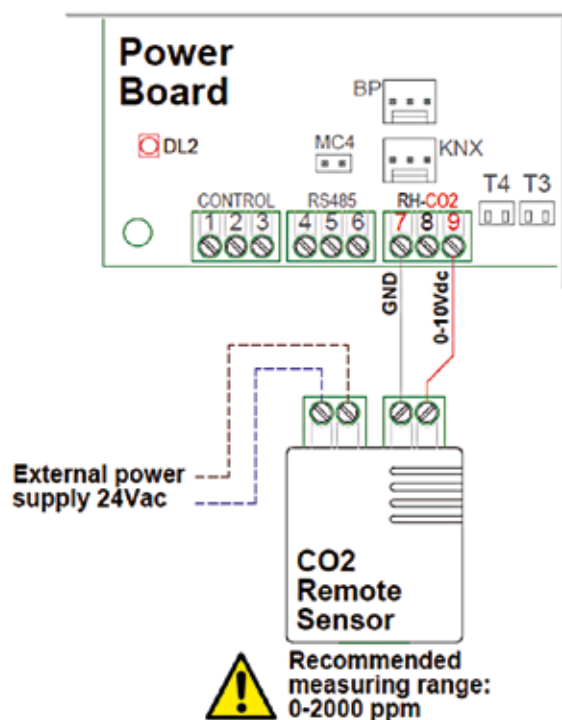 Power
Board
BP
DL2
MC4
KNX
T4 T3
CONTROL RS485 RH-CO2
1 2 3 4 5 6 7 8 9
GND
0-10Vdc
External power
supply 24Vac
CO2
Remote
Sensor
Recommended
measuring range:
0-2000 ppm